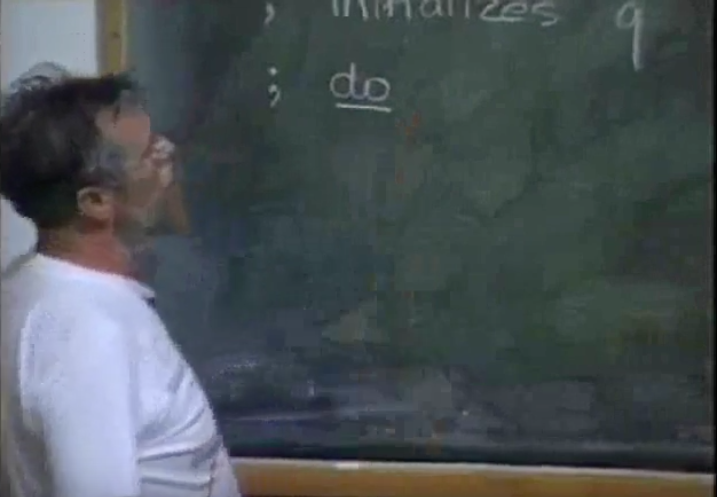 ; initializes q
; do